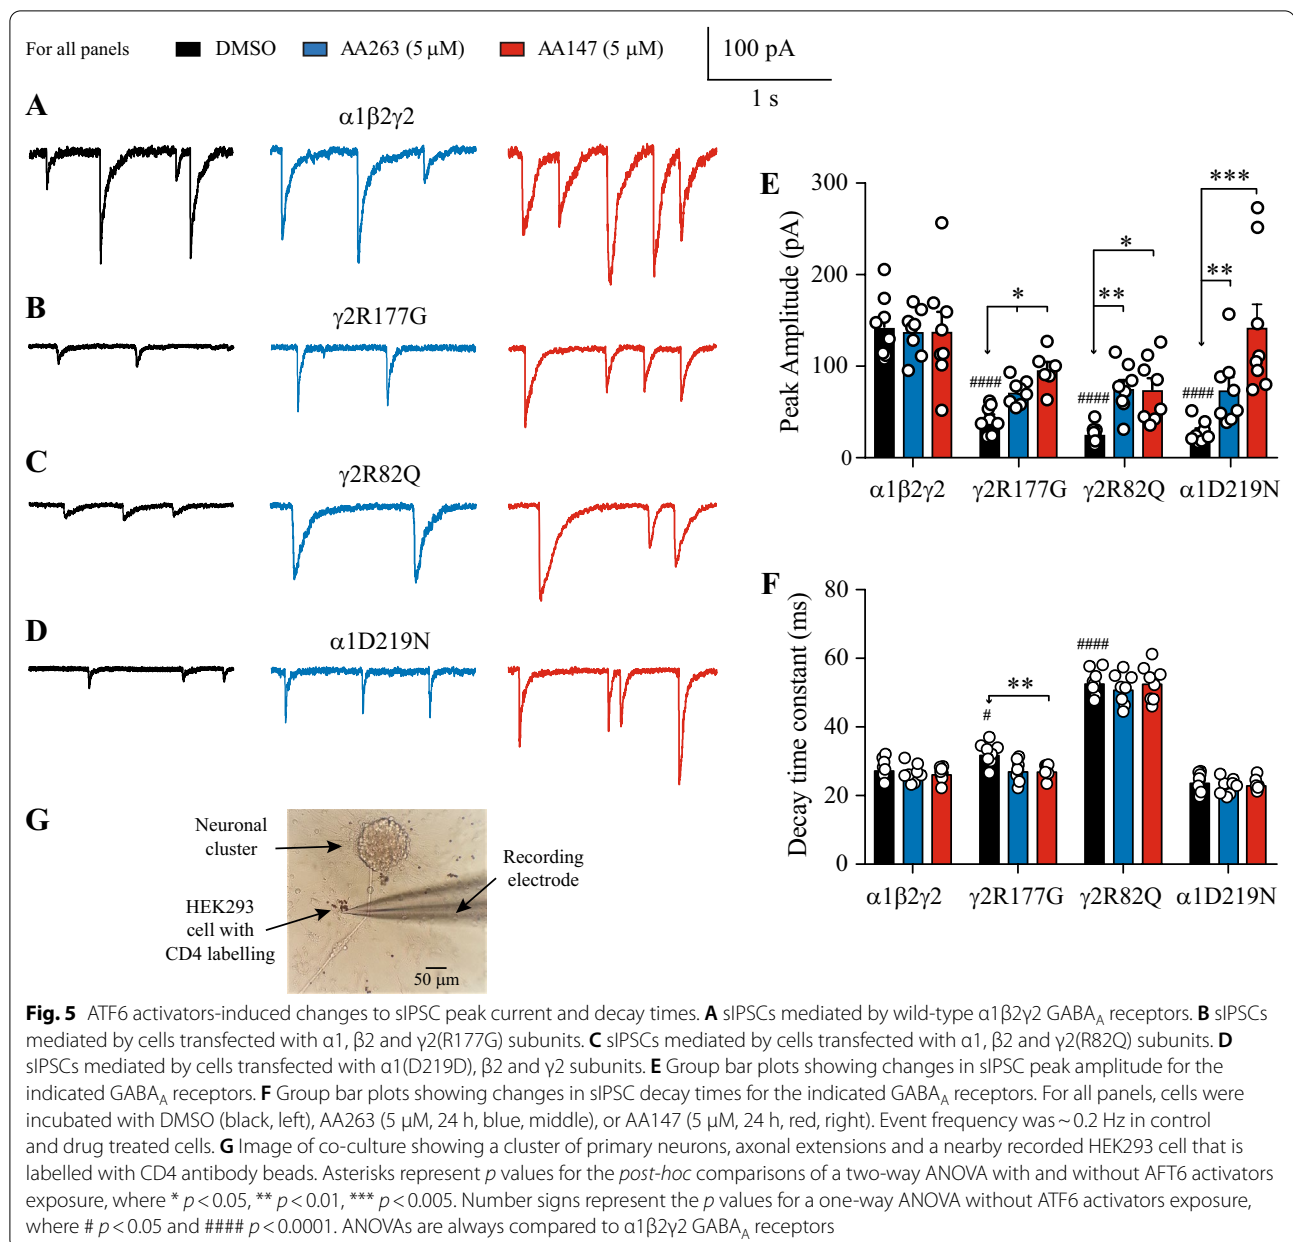 For all panels DMSO AA263 (5 µM) AA147 (5 µM)
100 pA
1 s
A
α1β2γ2
B
γ2R177G
C
γ2R82Q
D
α1D219N
E
Peak Amplitude (pA)
300
200
100
0
####
*
####
**
*
####
**
***
α1β2γ2 γ2R177G γ2R82Q α1D219N
F
Decay time constant (ms)
80
60
40
20
0
#
**
####
α1β2γ2 γ2R177G γ2R82Q α1D219N
G
Neuronal
cluster
HEK293
cell with
CD4 labelling
Recording
electrode
50 µm
Fig. 5 ATF6 activators-induced changes to sIPSC peak current and decay times. A sIPSCs mediated by wild-type α1β2γ2 GABAA receptors. B sIPSCs
mediated by cells transfected with α1, β2 and γ2(R177G) subunits. C sIPSCs mediated by cells transfected with α1, β2 and γ2(R82Q) subunits. D
sIPSCs mediated by cells transfected with α1(D219D), β2 and γ2 subunits. E Group bar plots showing changes in sIPSC peak amplitude for the
indicated GABAA receptors. F Group bar plots showing changes in sIPSC decay times for the indicated GABAA receptors. For all panels, cells were
incubated with DMSO (black, left), AA263 (5 µM, 24 h, blue, middle), or AA147 (5 µM, 24 h, red, right). Event frequency was ~ 0.2 Hz in control
and drug treated cells. G Image of co-culture showing a cluster of primary neurons, axonal extensions and a nearby recorded HEK293 cell that is
labelled with CD4 antibody beads. Asterisks represent p values for the post-hoc comparisons of a two-way ANOVA with and without AFT6 activators
exposure, where * p < 0.05, ** p < 0.01, *** p < 0.005. Number signs represent the p values for a one-way ANOVA without ATF6 activators exposure,
where # p < 0.05 and #### p < 0.0001. ANOVAs are always compared to α1β2γ2 GABAA receptors